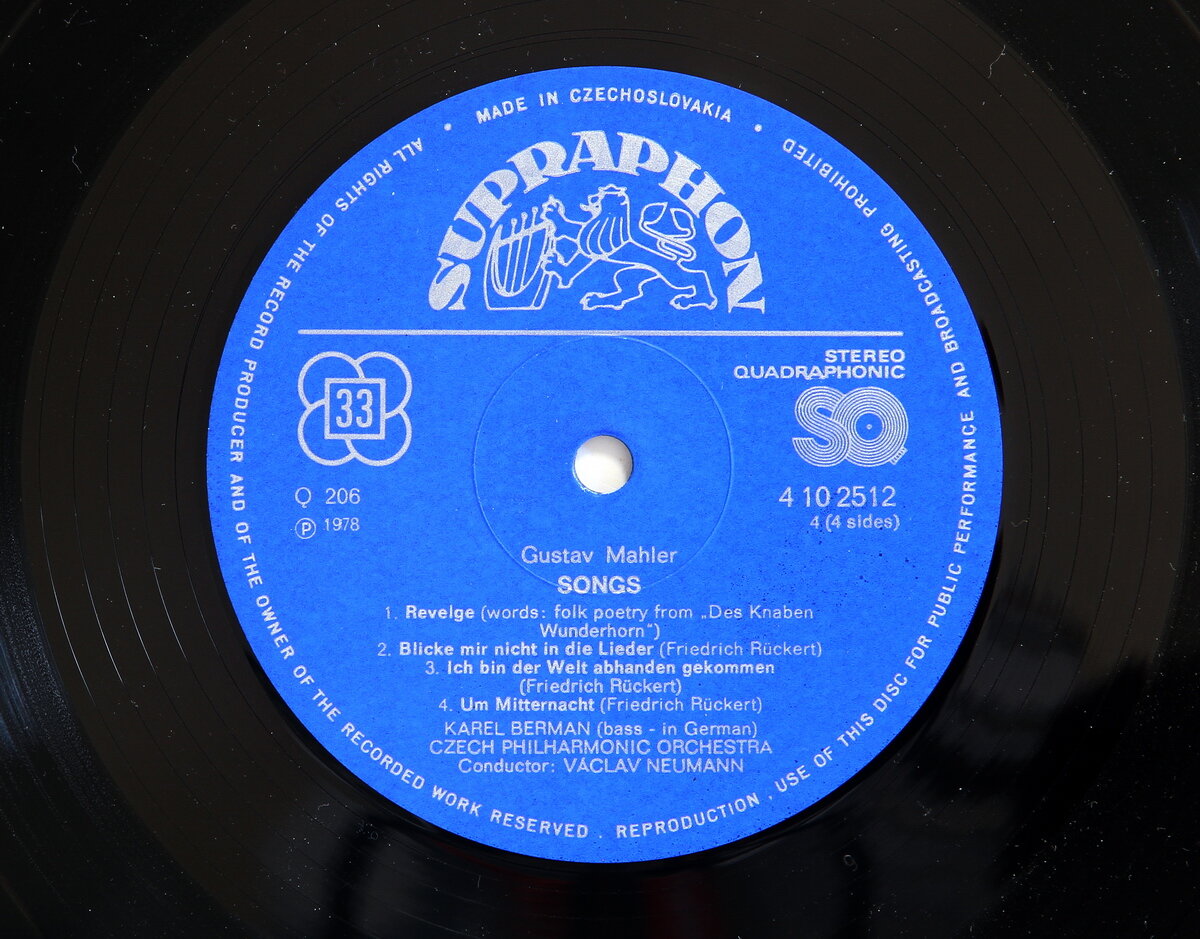 MADE IN CZECHOSLOVAKIA • ALL RIGHTS OF THE RECORD PRODUCER AND OF THE OWNER OF THE RECORDED WORK RESERVED . REPRODUCTION , USE OF THIS DISC FOR PUBLIC PERFORMANCE AND BROADCASTING PROHIBITED •
SUPRAPHON
33
STEREO
QUADRAPHONIC
SQ
Q 206
Ⓟ 1978
4 10 2512
4 (4 sides)
Gustav Mahler
SONGS
1. Revelge (words: folk poetry from „Des Knaben
Wunderhorn“)
2. Blicke mir nicht in die Lieder (Friedrich Rückert)
3. Ich bin der Welt abhanden gekommen
(Friedrich Rückert)
4. Um Mitternacht (Friedrich Rückert)
KAREL BERMAN (bass - in German)
CZECH PHILHARMONIC ORCHESTRA
Conductor: VÁCLAV NEUMANN